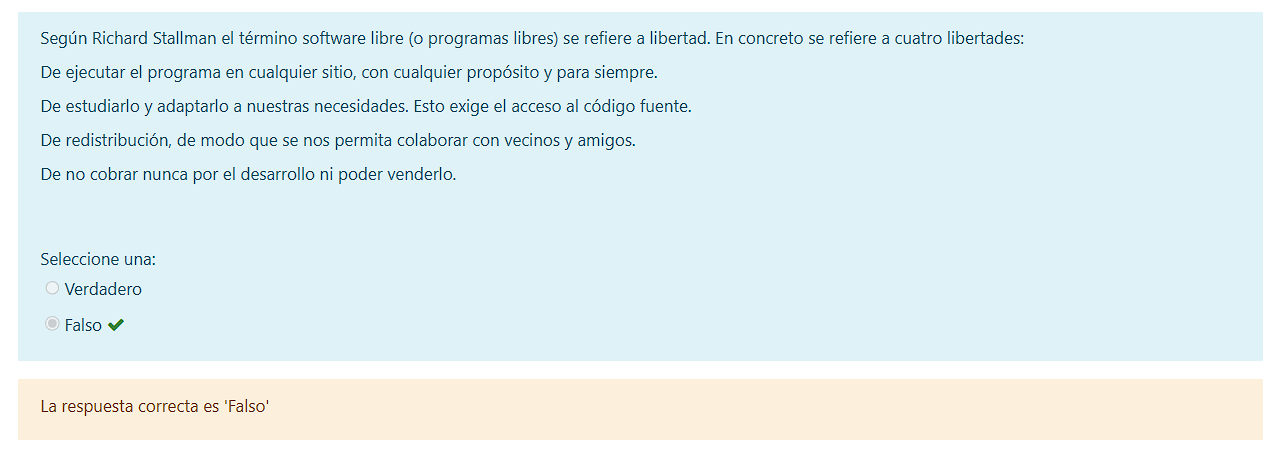 Según Richard Stallman el término software libre (o programas libres) se refiere a libertad. En concreto se refiere a cuatro libertades:
De ejecutar el programa en cualquier sitio, con cualquier propósito y para siempre.
De estudiarlo y adaptarlo a nuestras necesidades. Esto exige el acceso al código fuente.
De redistribución, de modo que se nos permita colaborar con vecinos y amigos.
De no cobrar nunca por el desarrollo ni poder venderlo.
Seleccione una:
Verdadero
Falso
La respuesta correcta es 'Falso'